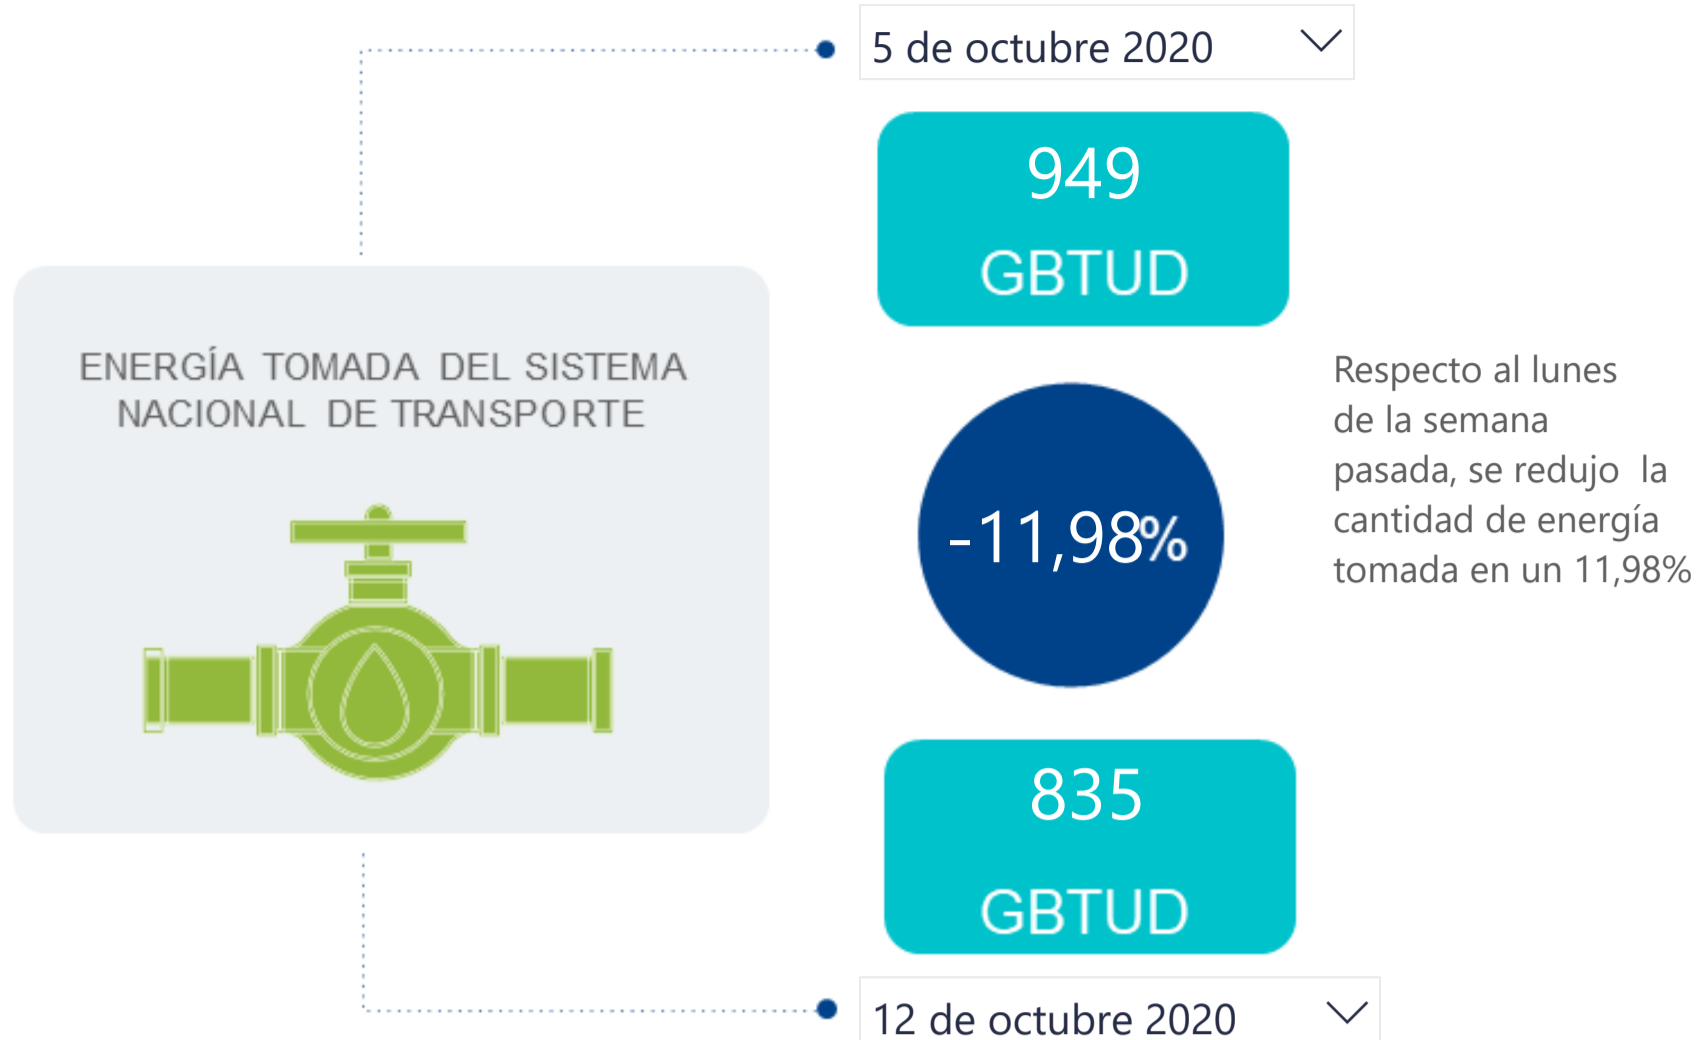 5 de octubre 2020
949
GBTUD
ENERGÍA TOMADA DEL SISTEMA
NACIONAL DE TRANSPORTE
-11,98%
Respecto al lunes
de la semana
pasada, se redujo la
cantidad de energía
tomada en un 11,98%
835
GBTUD
12 de octubre 2020